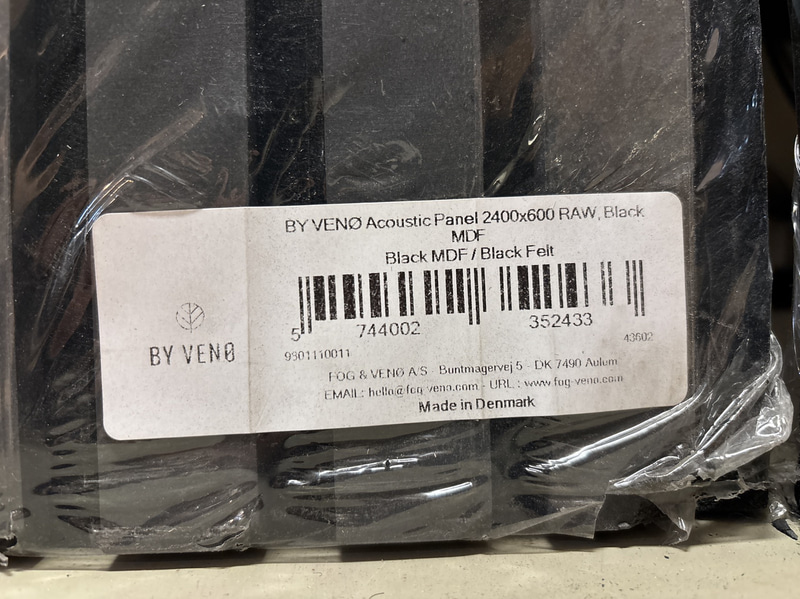 BY VENØ Acoustic Panel 2400x600 RAW, Black
MDF
Black MDF / Black Felt
5 744002 352433
9301110011
43602
BY VENØ
FOG & VENØ A/S - Buntmagervej 5 - DK 7490 Aulum
EMAIL: hello@fog-veno.com - URL: www.fog-veno.com
Made in Denmark